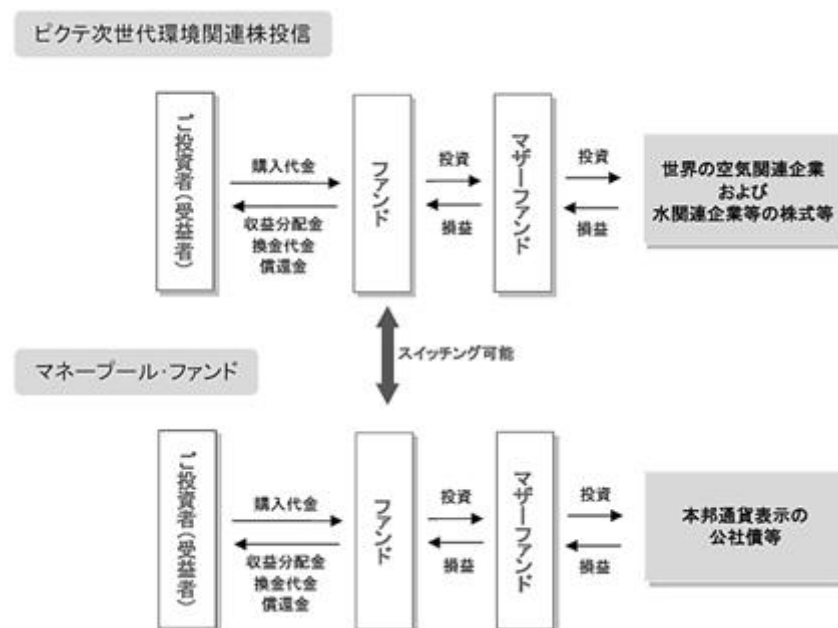 ピクテ次世代環境関連株投信
投資者(受益者)
購入代金
収益分配金
換金代金
償還金
ファンド
投資
損益
マザーファンド
投資
損益
世界の空気関連企業
および
水関連企業等の株式等
スイッチング可能
マネープール・ファンド
投資者(受益者)
購入代金
収益分配金
換金代金
償還金
ファンド
投資
損益
マザーファンド
投資
損益
本邦通貨表示の
公社債等